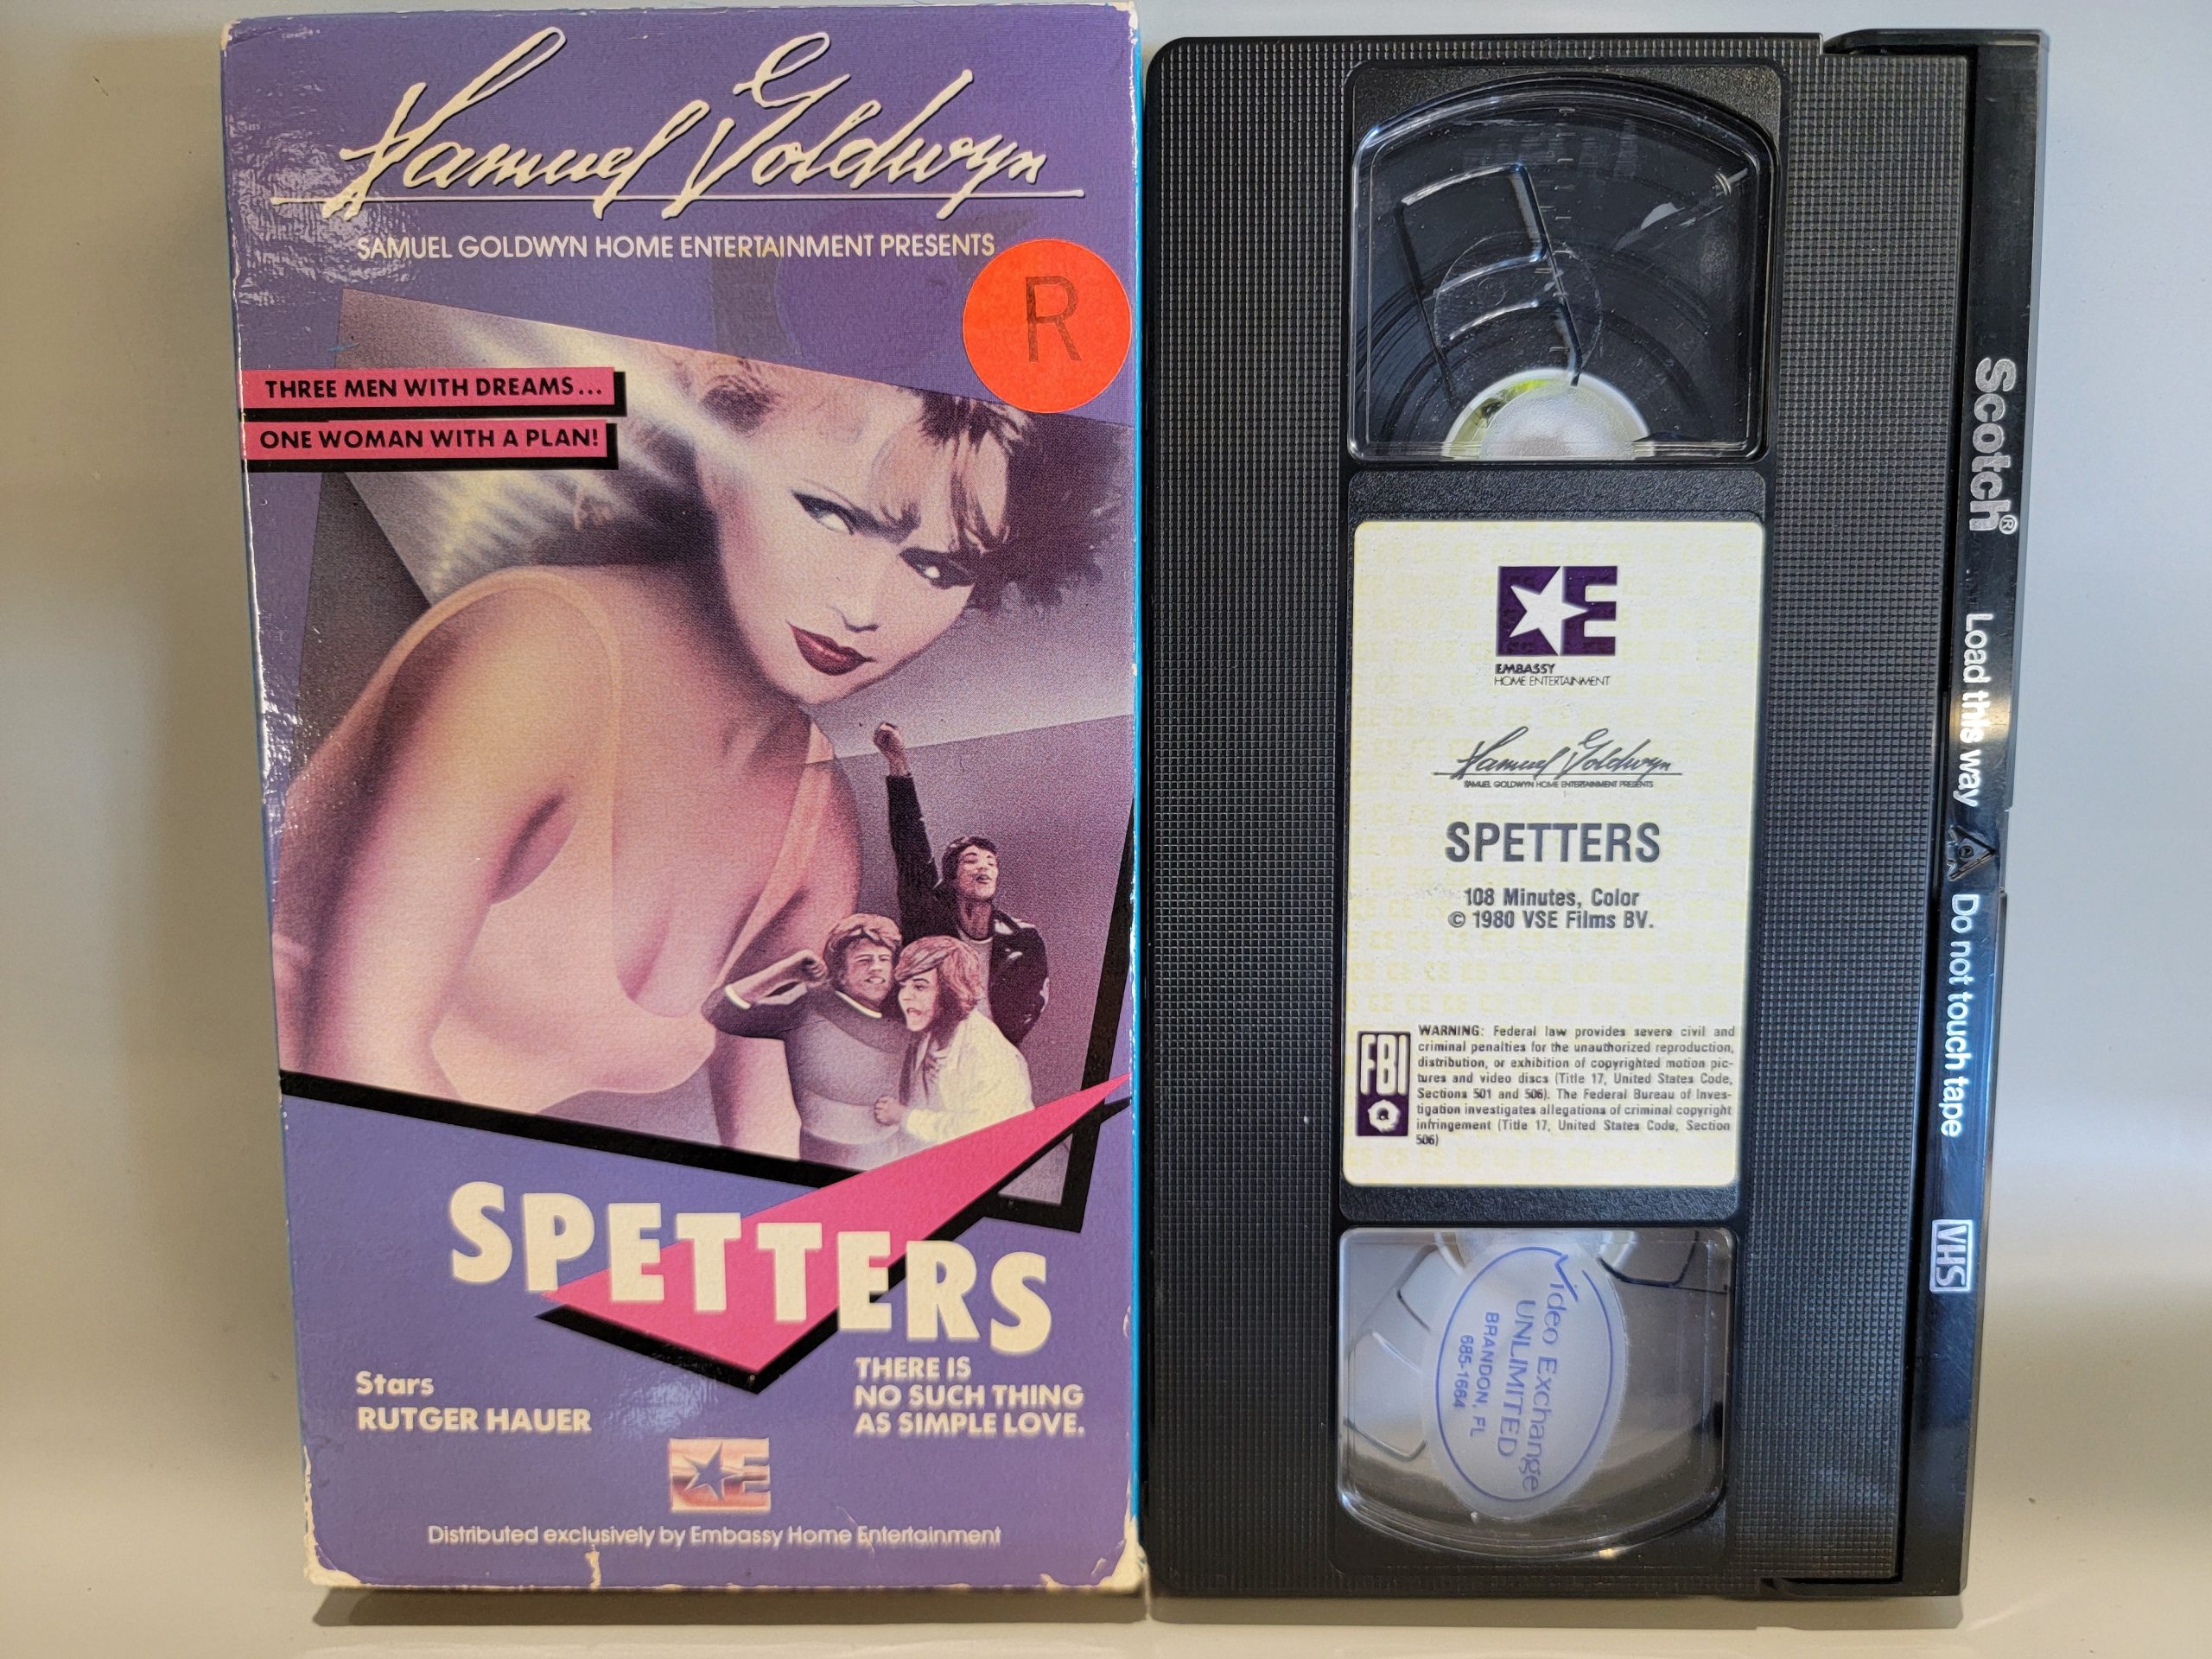 Samuel Goldwyn
SAMUEL GOLDWYN HOME ENTERTAINMENT PRESENTS
R
THREE MEN WITH DREAMS...
ONE WOMAN WITH A PLAN!
SPETTERS
Stars
RUTGER HAUER
THERE IS
NO SUCH THING
AS SIMPLE LOVE.
E
Distributed exclusively by Embassy Home Entertainment
E
EMBASSY
HOME ENTERTAINMENT
Samuel Goldwyn
SAMUEL GOLDWYN HOME ENTERTAINMENT PRESENTS
SPETTERS
108 Minutes, Color
© 1980 VSE Films BV.
FBI
WARNING: Federal law provides severe civil and
criminal penalties for the unauthorized reproduction,
distribution, or exhibition of copyrighted motion pic-
tures and video discs (Title 17, United States Code,
Sections 501 and 506). The Federal Bureau of Inves-
tigation investigates allegations of criminal copyright
infringement (Title 17, United States Code, Section
506)
Video Exchange
UNLIMITED
BRANDON, FL
685-1664
Scotch®
Load this way
Do not touch tape
VHS